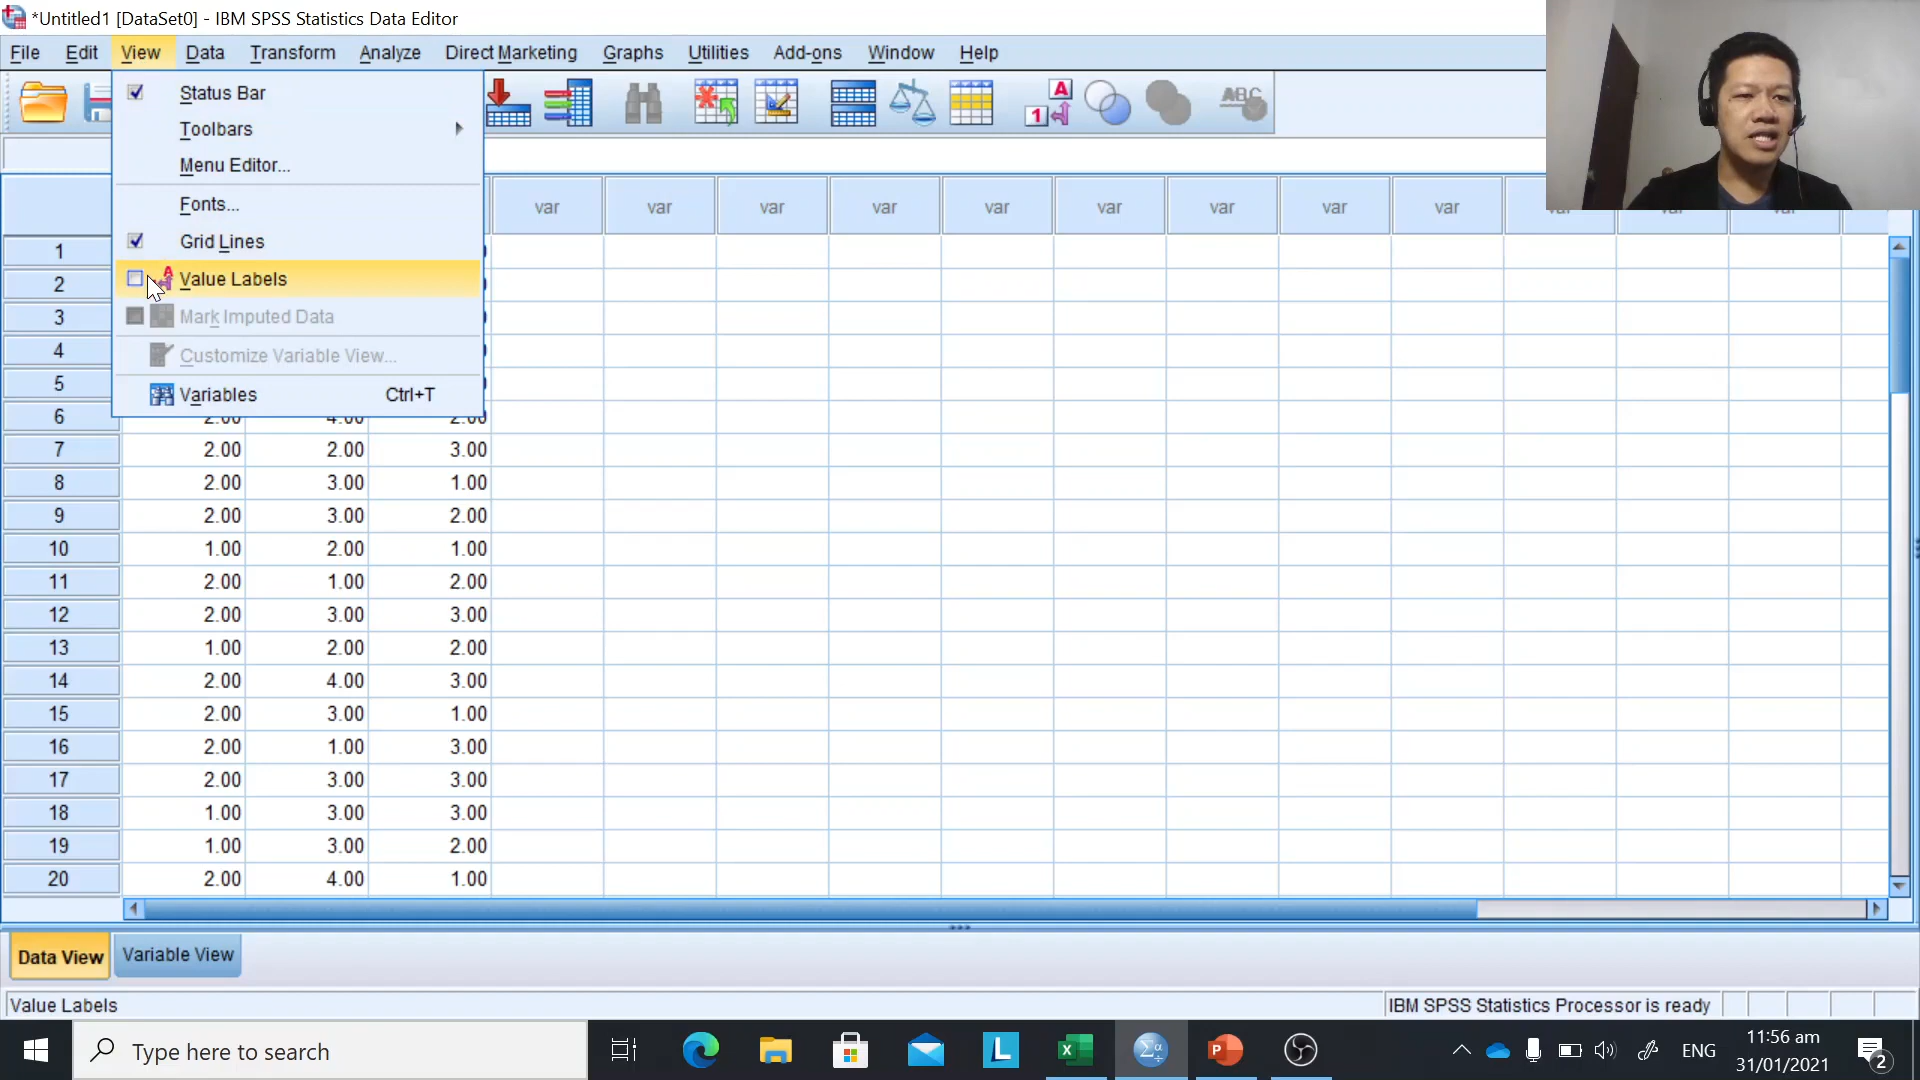 *Untitled1 [DataSet0] - IBM SPSS Statistics Data Editor
File Edit View Data Transform Analyze Direct Marketing Graphs Utilities Add-ons Window Help
Status Bar
Toolbars
Menu Editor...
Fonts...
Grid Lines
Value Labels
Mark Imputed Data
Customize Variable View...
Variables Ctrl+T
A
1
ABC
var var var var var var var var var
1
2
3
4
5
6 2.00 4.00 2.00
7 2.00 2.00 3.00
8 2.00 3.00 1.00
9 2.00 3.00 2.00
10 1.00 2.00 1.00
11 2.00 1.00 2.00
12 2.00 3.00 3.00
13 1.00 2.00 2.00
14 2.00 4.00 3.00
15 2.00 3.00 1.00
16 2.00 1.00 3.00
17 2.00 3.00 3.00
18 1.00 3.00 3.00
19 1.00 3.00 2.00
20 2.00 4.00 1.00
Data View Variable View
Value Labels
IBM SPSS Statistics Processor is ready
Type here to search
L
ENG
11:56 am
31/01/2021
2